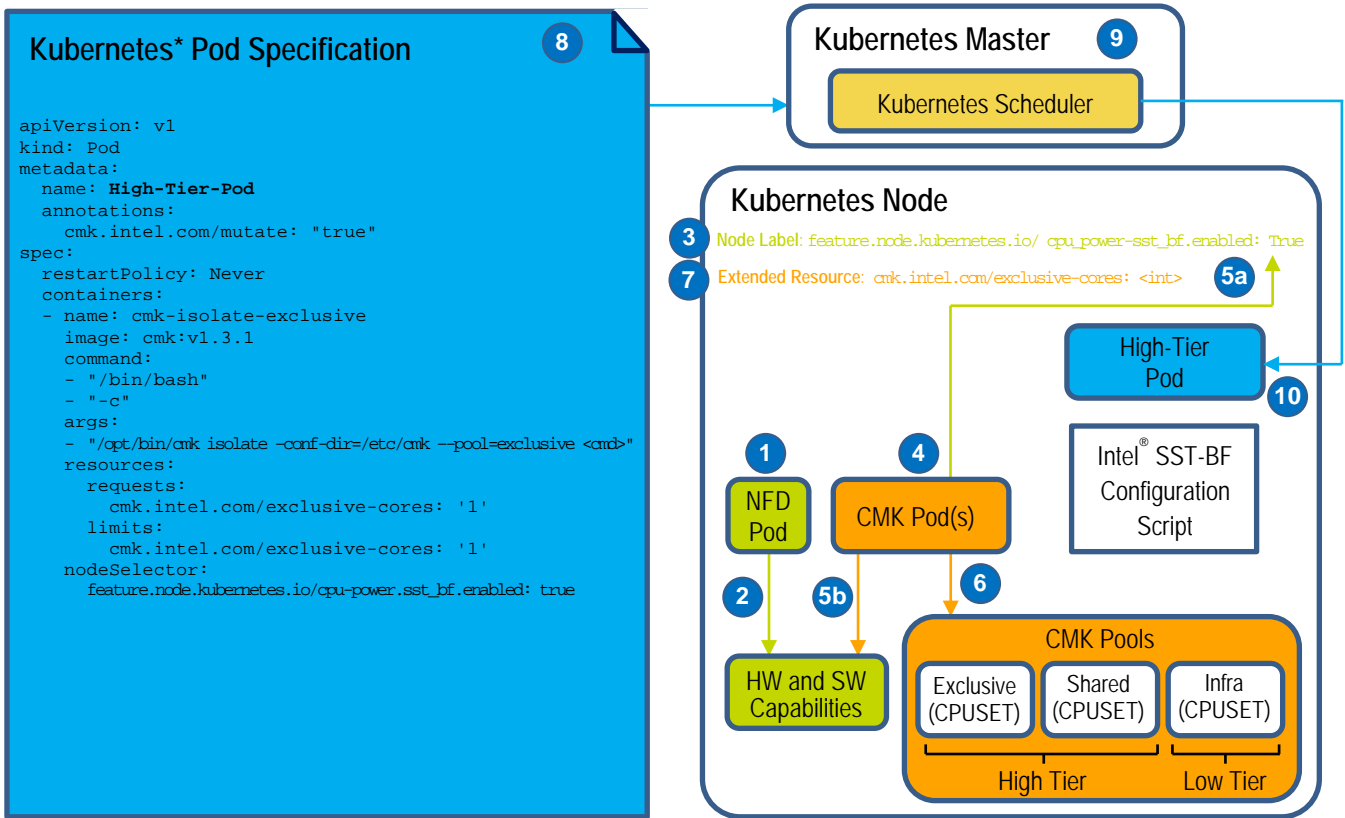 Kubernetes* Pod Specification
8
apiVersion: v1
kind: Pod
metadata:
  name: High-Tier-Pod
  annotations:
    cmk.intel.com/mutate: "true"
spec:
  restartPolicy: Never
  containers:
  - name: cmk-isolate-exclusive
    image: cmk:v1.3.1
    command:
    - "/bin/bash"
    - "-c"
    args:
    - "/opt/bin/cmk isolate –conf-dir=/etc/cmk —-pool=exclusive <cmd>"
    resources:
      requests:
        cmk.intel.com/exclusive-cores: '1'
      limits:
        cmk.intel.com/exclusive-cores: '1'
    nodeSelector:
      feature.node.kubernetes.io/cpu-power.sst_bf.enabled: true
Kubernetes Master
9
Kubernetes Scheduler
Kubernetes Node
3
Node Label: feature.node.kubernetes.io/ cpu_power-sst_bf.enabled: True
7
Extended Resource: cmk.intel.com/exclusive-cores: <int>
5a
High-Tier
Pod
10
Intel® SST-BF
Configuration
Script
1
NFD
Pod
4
CMK Pod(s)
2
5b
6
HW and SW
Capabilities
CMK Pools
Exclusive
(CPUSET)
Shared
(CPUSET)
Infra
(CPUSET)
High Tier
Low Tier